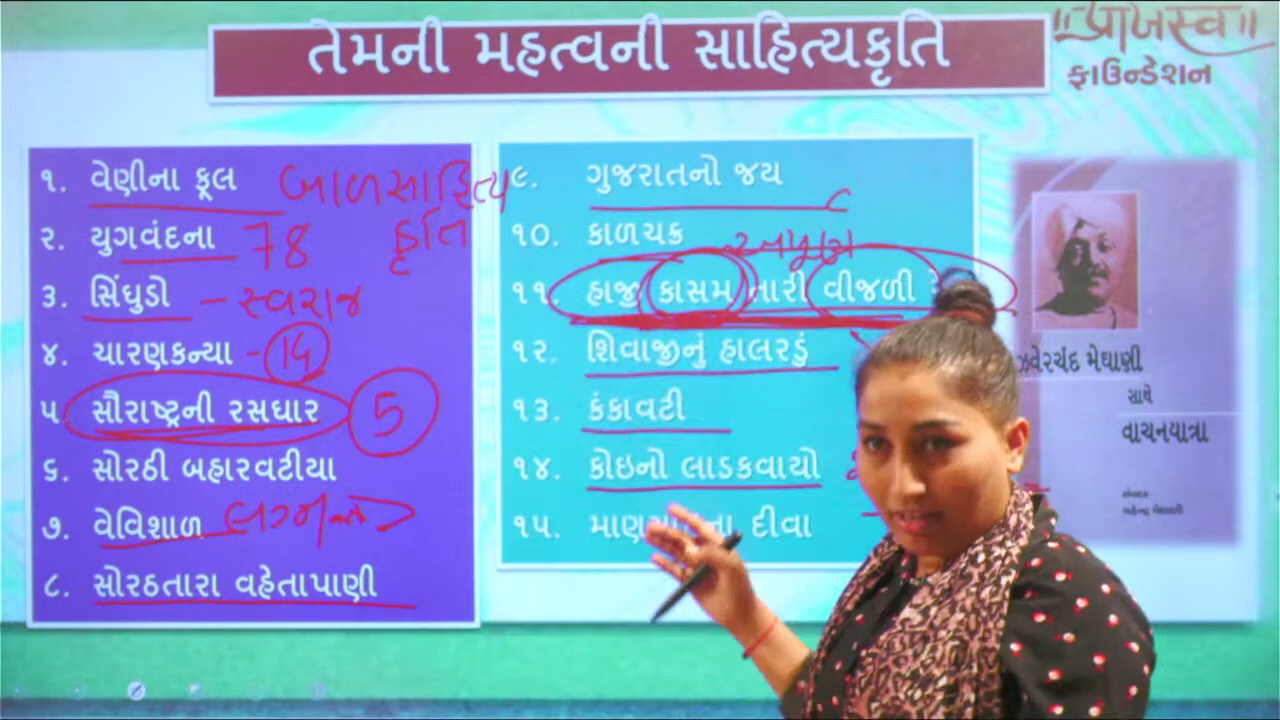 તેમની મહત્વની સાહિત્યકૃતિ
ફાઉન્ડેશન
૧. વેણીના ફૂલ બાળસાહિત્ય
કૃતિ
૨. યુગવંદના 78
૩. સિંધુડો - સ્વરાજ
૪. ચારણકન્યા - 14
૫ સૌરાષ્ટ્રની રસધાર 5
૬. સોરઠી બહારવટીયા
૭. વેવિશાળ
૮. સોરઠતારા વહેતાપાણી
૯. ગુજરાતનો જય
૧૦. કાળચક્ર
૧૧. હાજી કાસમ તારી વીજળી
૧૨. શિવાજીનું હાલરડું
૧૩. કંકાવટી
૧૪. કોઇનો લાડકવાયો
૧૫. દીવા
ઝવેરચંદ મેઘાણી
સાથે
વાચનયાત્રા